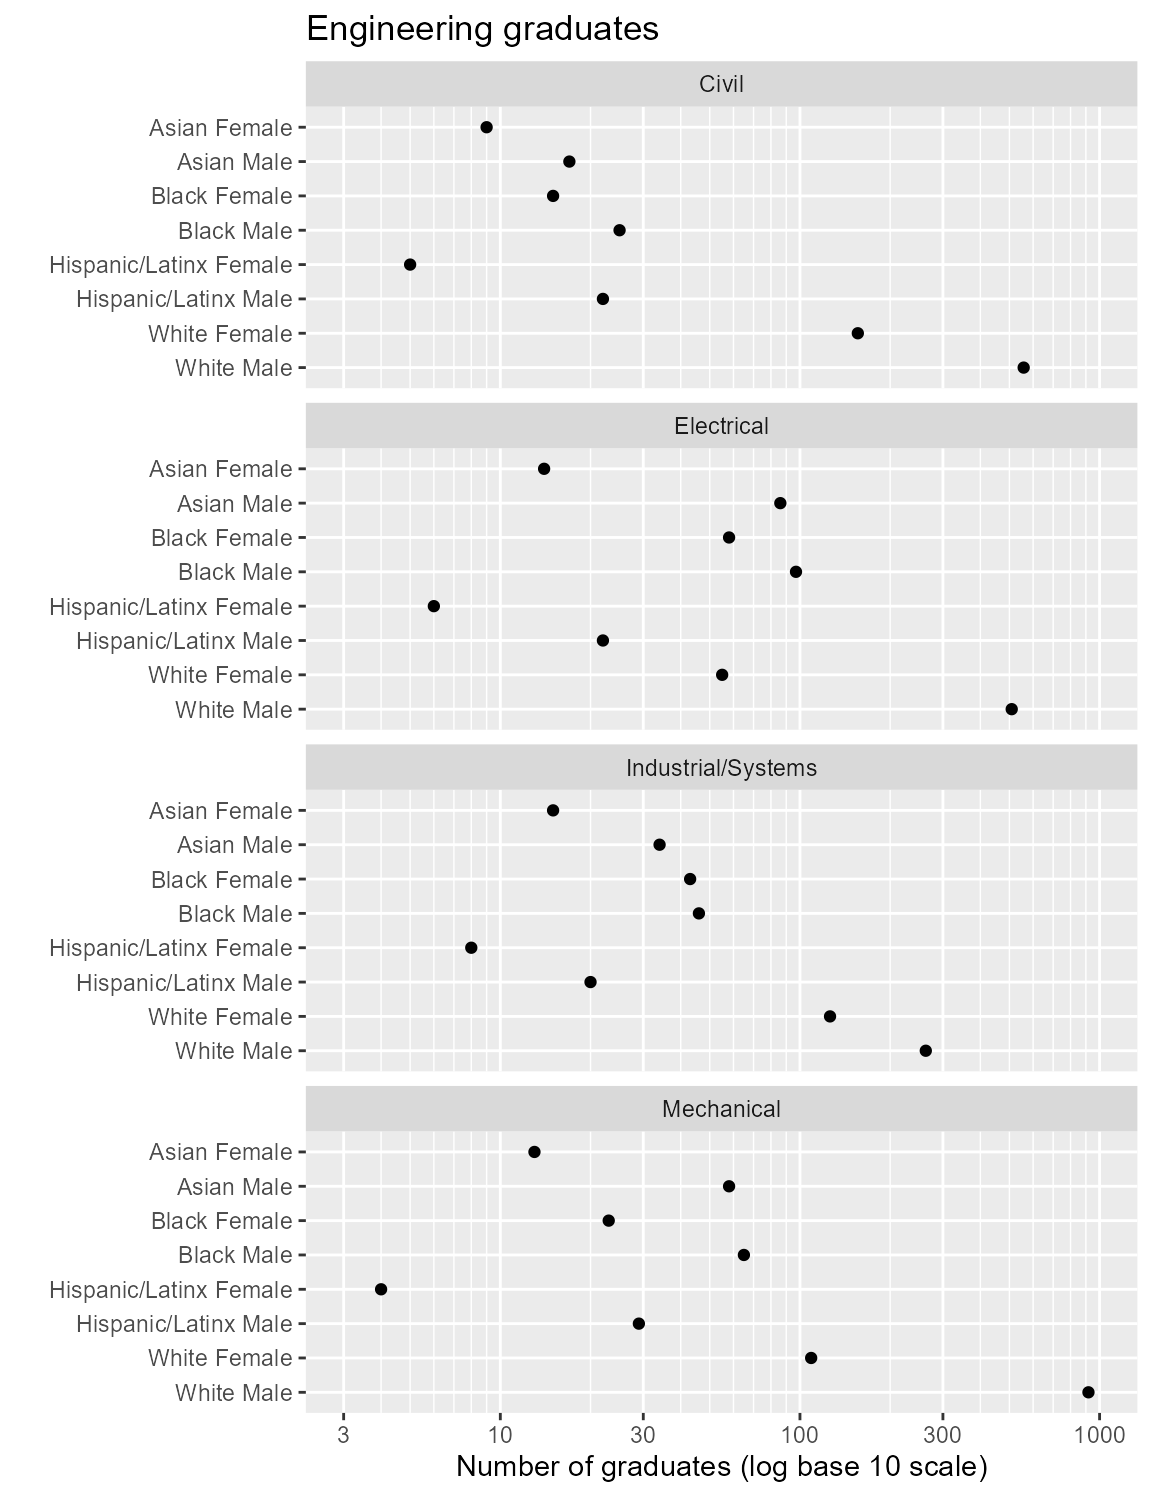 Engineering graduates
Civil
Asian Female
Asian Male
Black Female
Black Male
Hispanic/Latinx Female
Hispanic/Latinx Male
White Female
White Male
Electrical
Asian Female
Asian Male
Black Female
Black Male
Hispanic/Latinx Female
Hispanic/Latinx Male
White Female
White Male
Industrial/Systems
Asian Female
Asian Male
Black Female
Black Male
Hispanic/Latinx Female
Hispanic/Latinx Male
White Female
White Male
Mechanical
Asian Female
Asian Male
Black Female
Black Male
Hispanic/Latinx Female
Hispanic/Latinx Male
White Female
White Male
3 10 30 100 300 1000
Number of graduates (log base 10 scale)